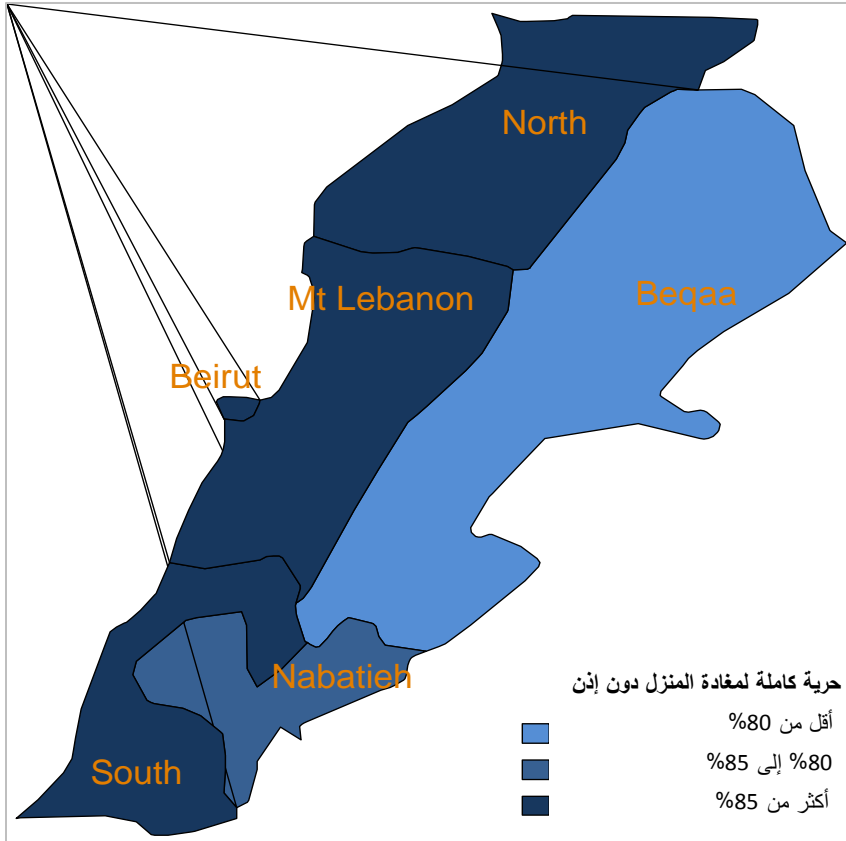 North
Beqaa
Mt Lebanon
Beirut
Nabatieh
South
حرية كاملة لمغادة المنزل دون إذن
أقل من 80%
80% إلى 85%
أكثر من 85%